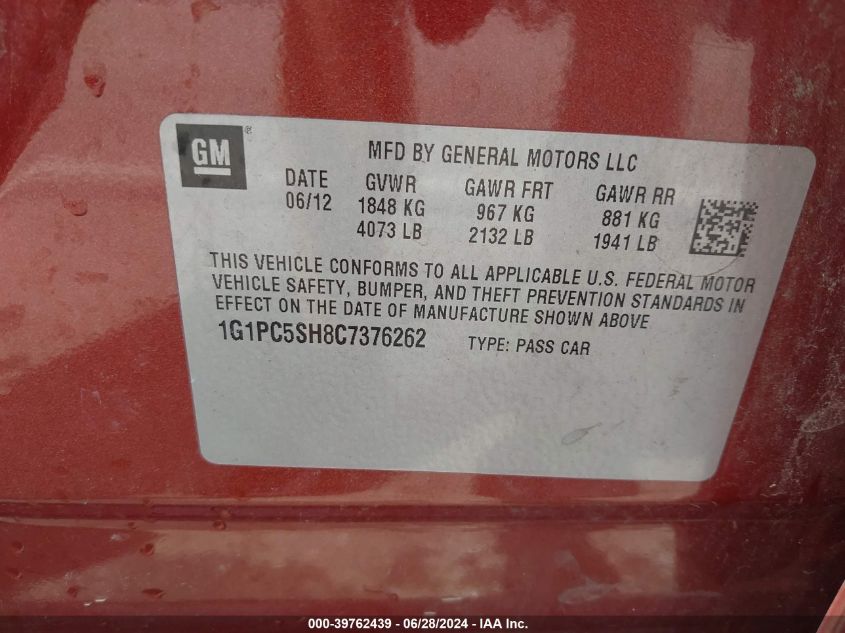 GM®
MFD BY GENERAL MOTORS LLC
DATE GVWR GAWR FRT GAWR RR
06/12 1848 KG 967 KG 881 KG
4073 LB 2132 LB 1941 LB
THIS VEHICLE CONFORMS TO ALL APPLICABLE U.S. FEDERAL MOTOR
VEHICLE SAFETY, BUMPER, AND THEFT PREVENTION STANDARDS IN
EFFECT ON THE DATE OF MANUFACTURE SHOWN ABOVE
1G1PC5SH8C7376262 TYPE: PASS CAR
000-39762439 - 06/28/2024 - IAA Inc.